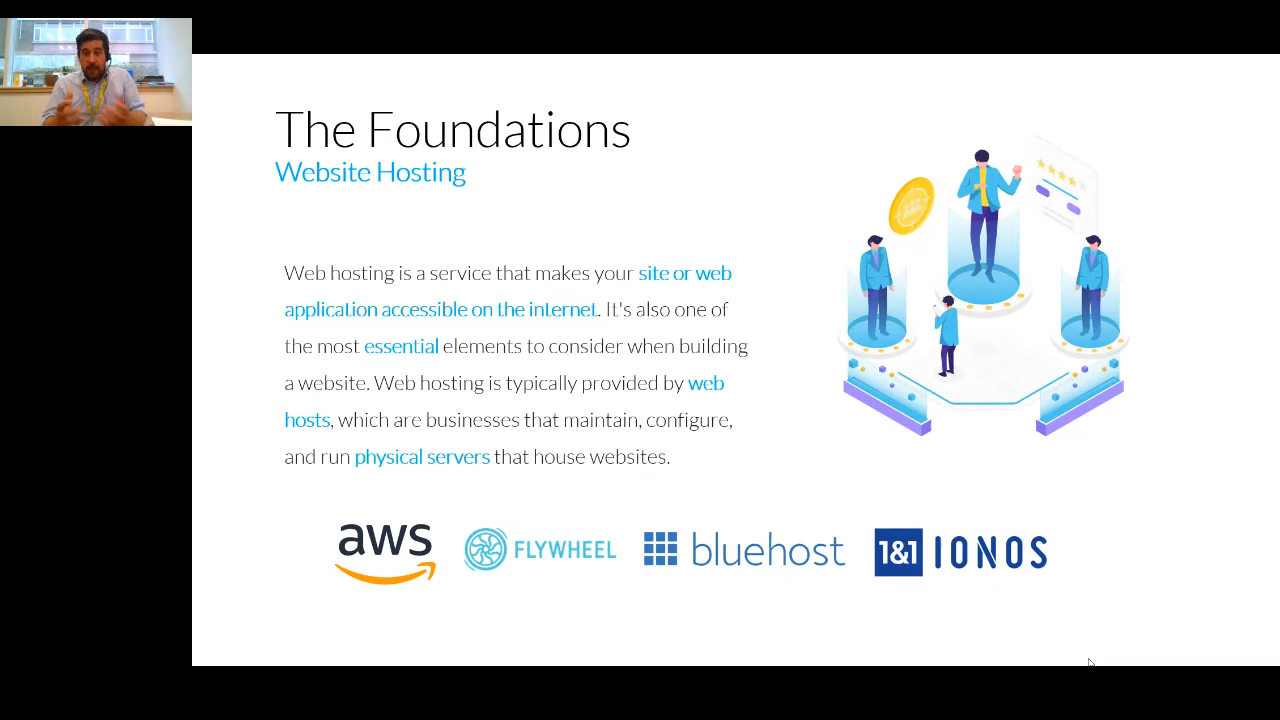 The Foundations
Website Hosting
Web hosting is a service that makes your site or web
application accessible on the internet. It's also one of
the most essential elements to consider when building
a website. Web hosting is typically provided by web
hosts, which are businesses that maintain, configure,
and run physical servers that house websites.
aws FLYWHEEL bluehost 1&1 IONOS